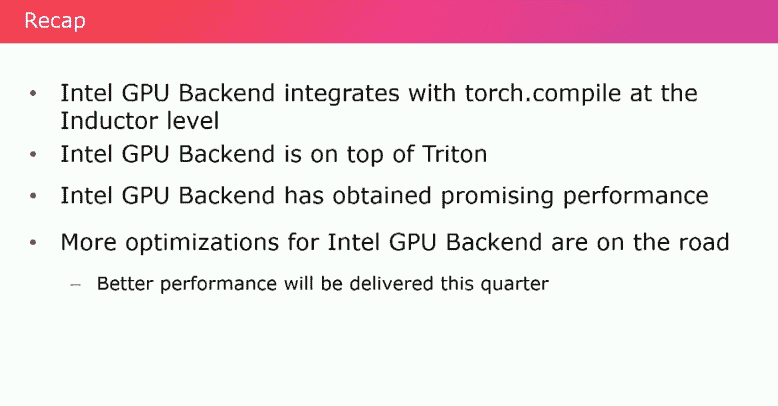 Recap
• Intel GPU Backend integrates with torch.compile at the
Inductor level
• Intel GPU Backend is on top of Triton
• Intel GPU Backend has obtained promising performance
• More optimizations for Intel GPU Backend are on the road
– Better performance will be delivered this quarter